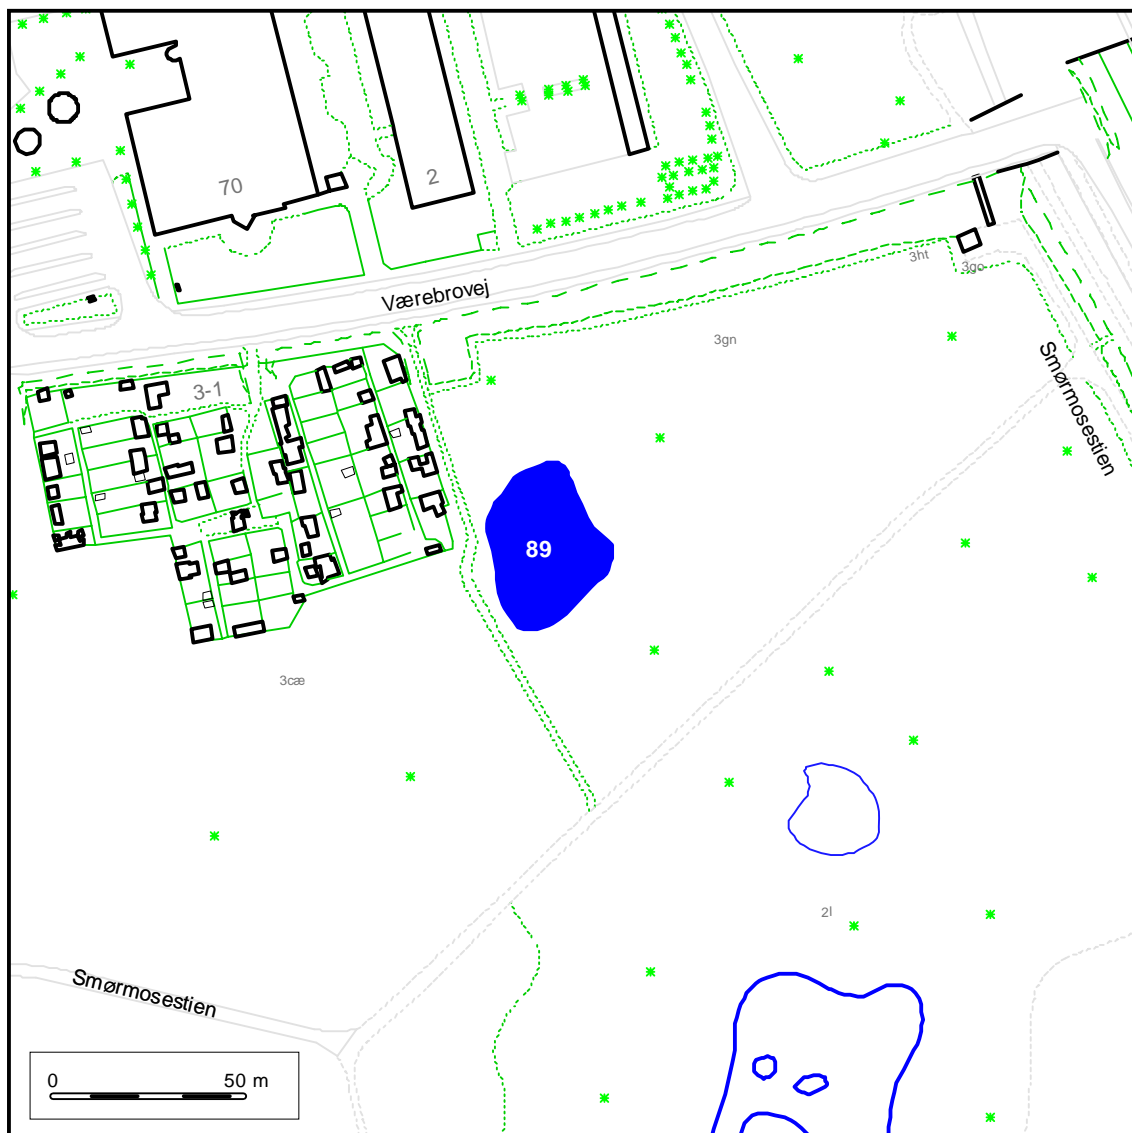 70
2
Værebrovej
3ht
3go
3gn
Smørmosestien
3-1
89
3cæ
2l
Smørmosestien
0 50 m